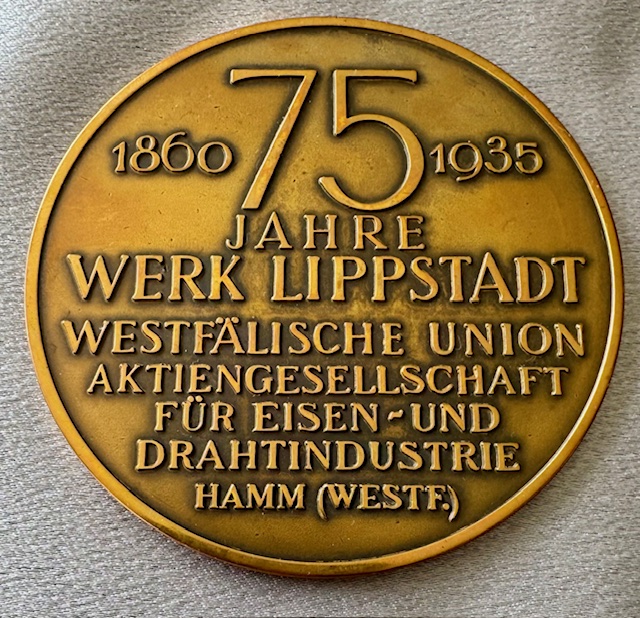 75
1860 1935
JAHRE
WERK LIPPSTADT
WESTFÄLISCHE UNION
AKTIENGESELLSCHAFT
FÜR EISEN-UND
DRAHTINDUSTRIE
HAMM (WESTF.)